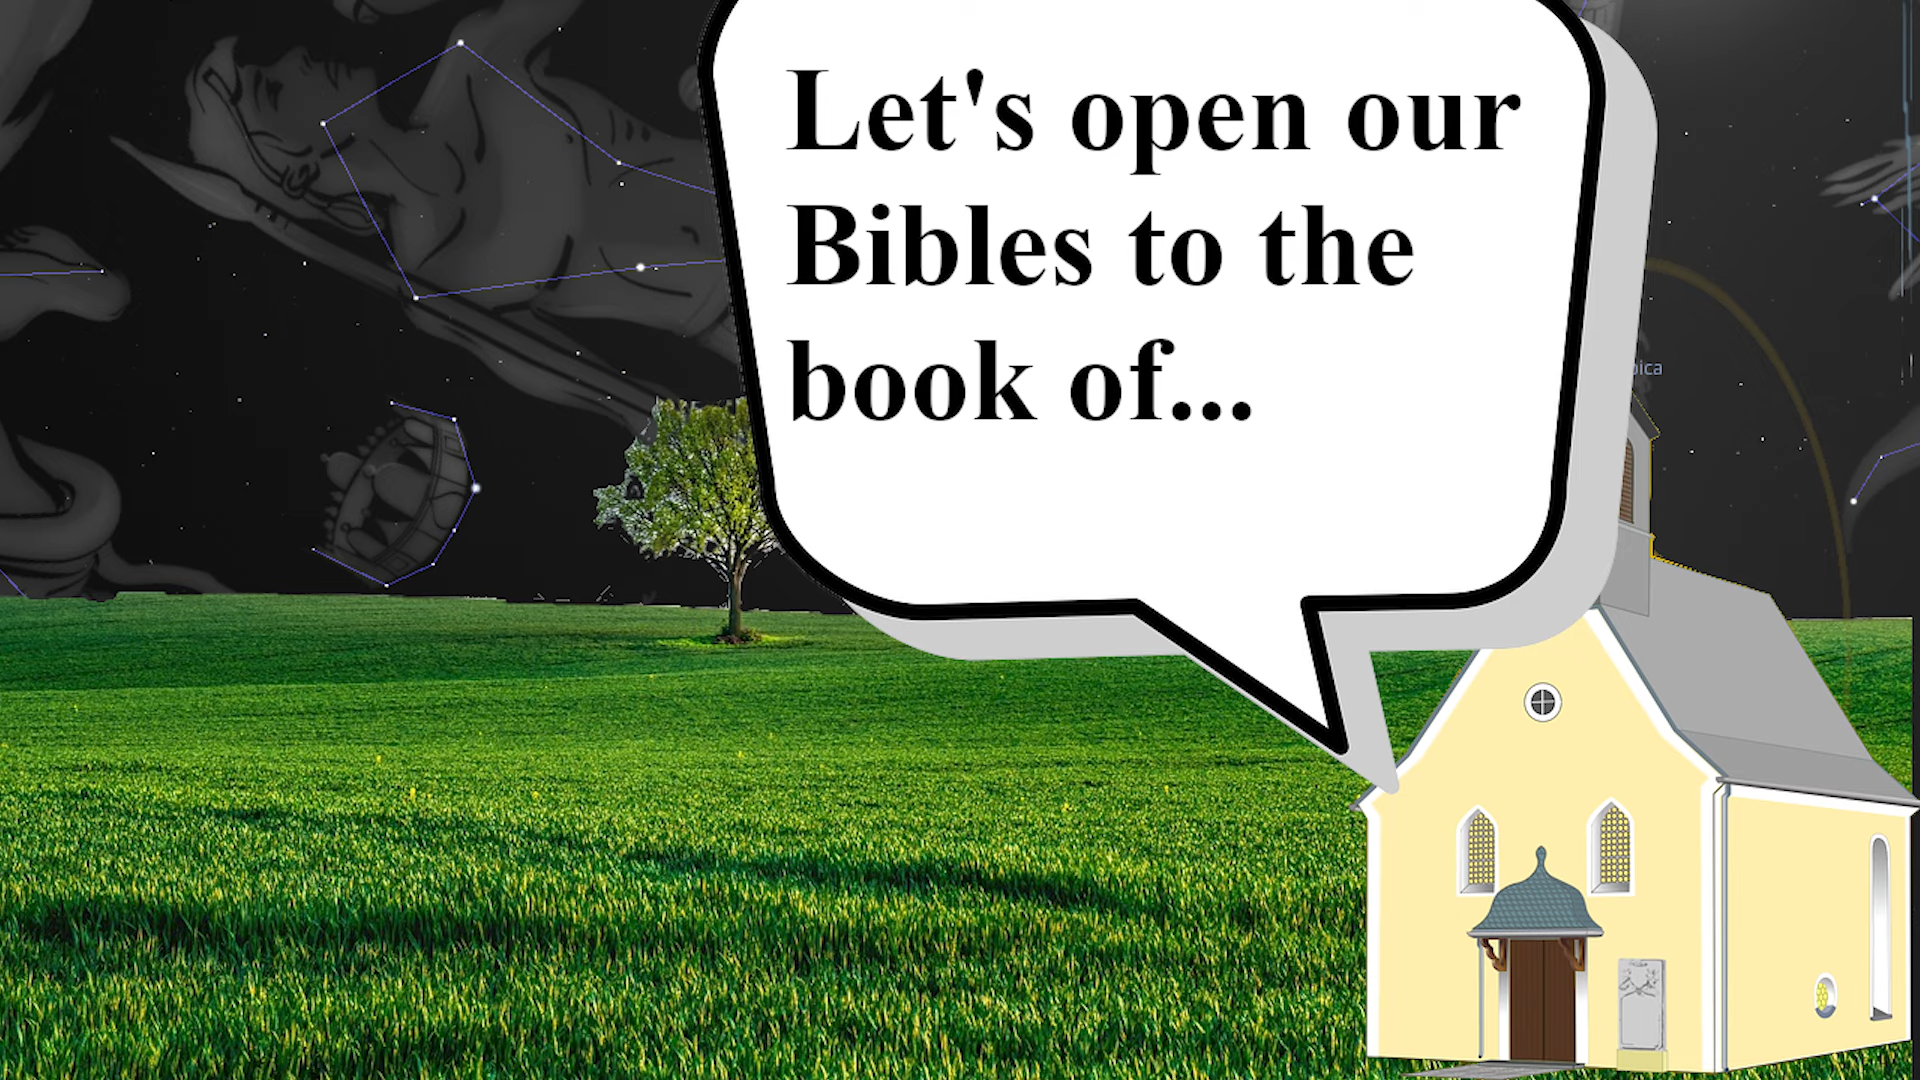 Let's open our
Bibles to the
book of...